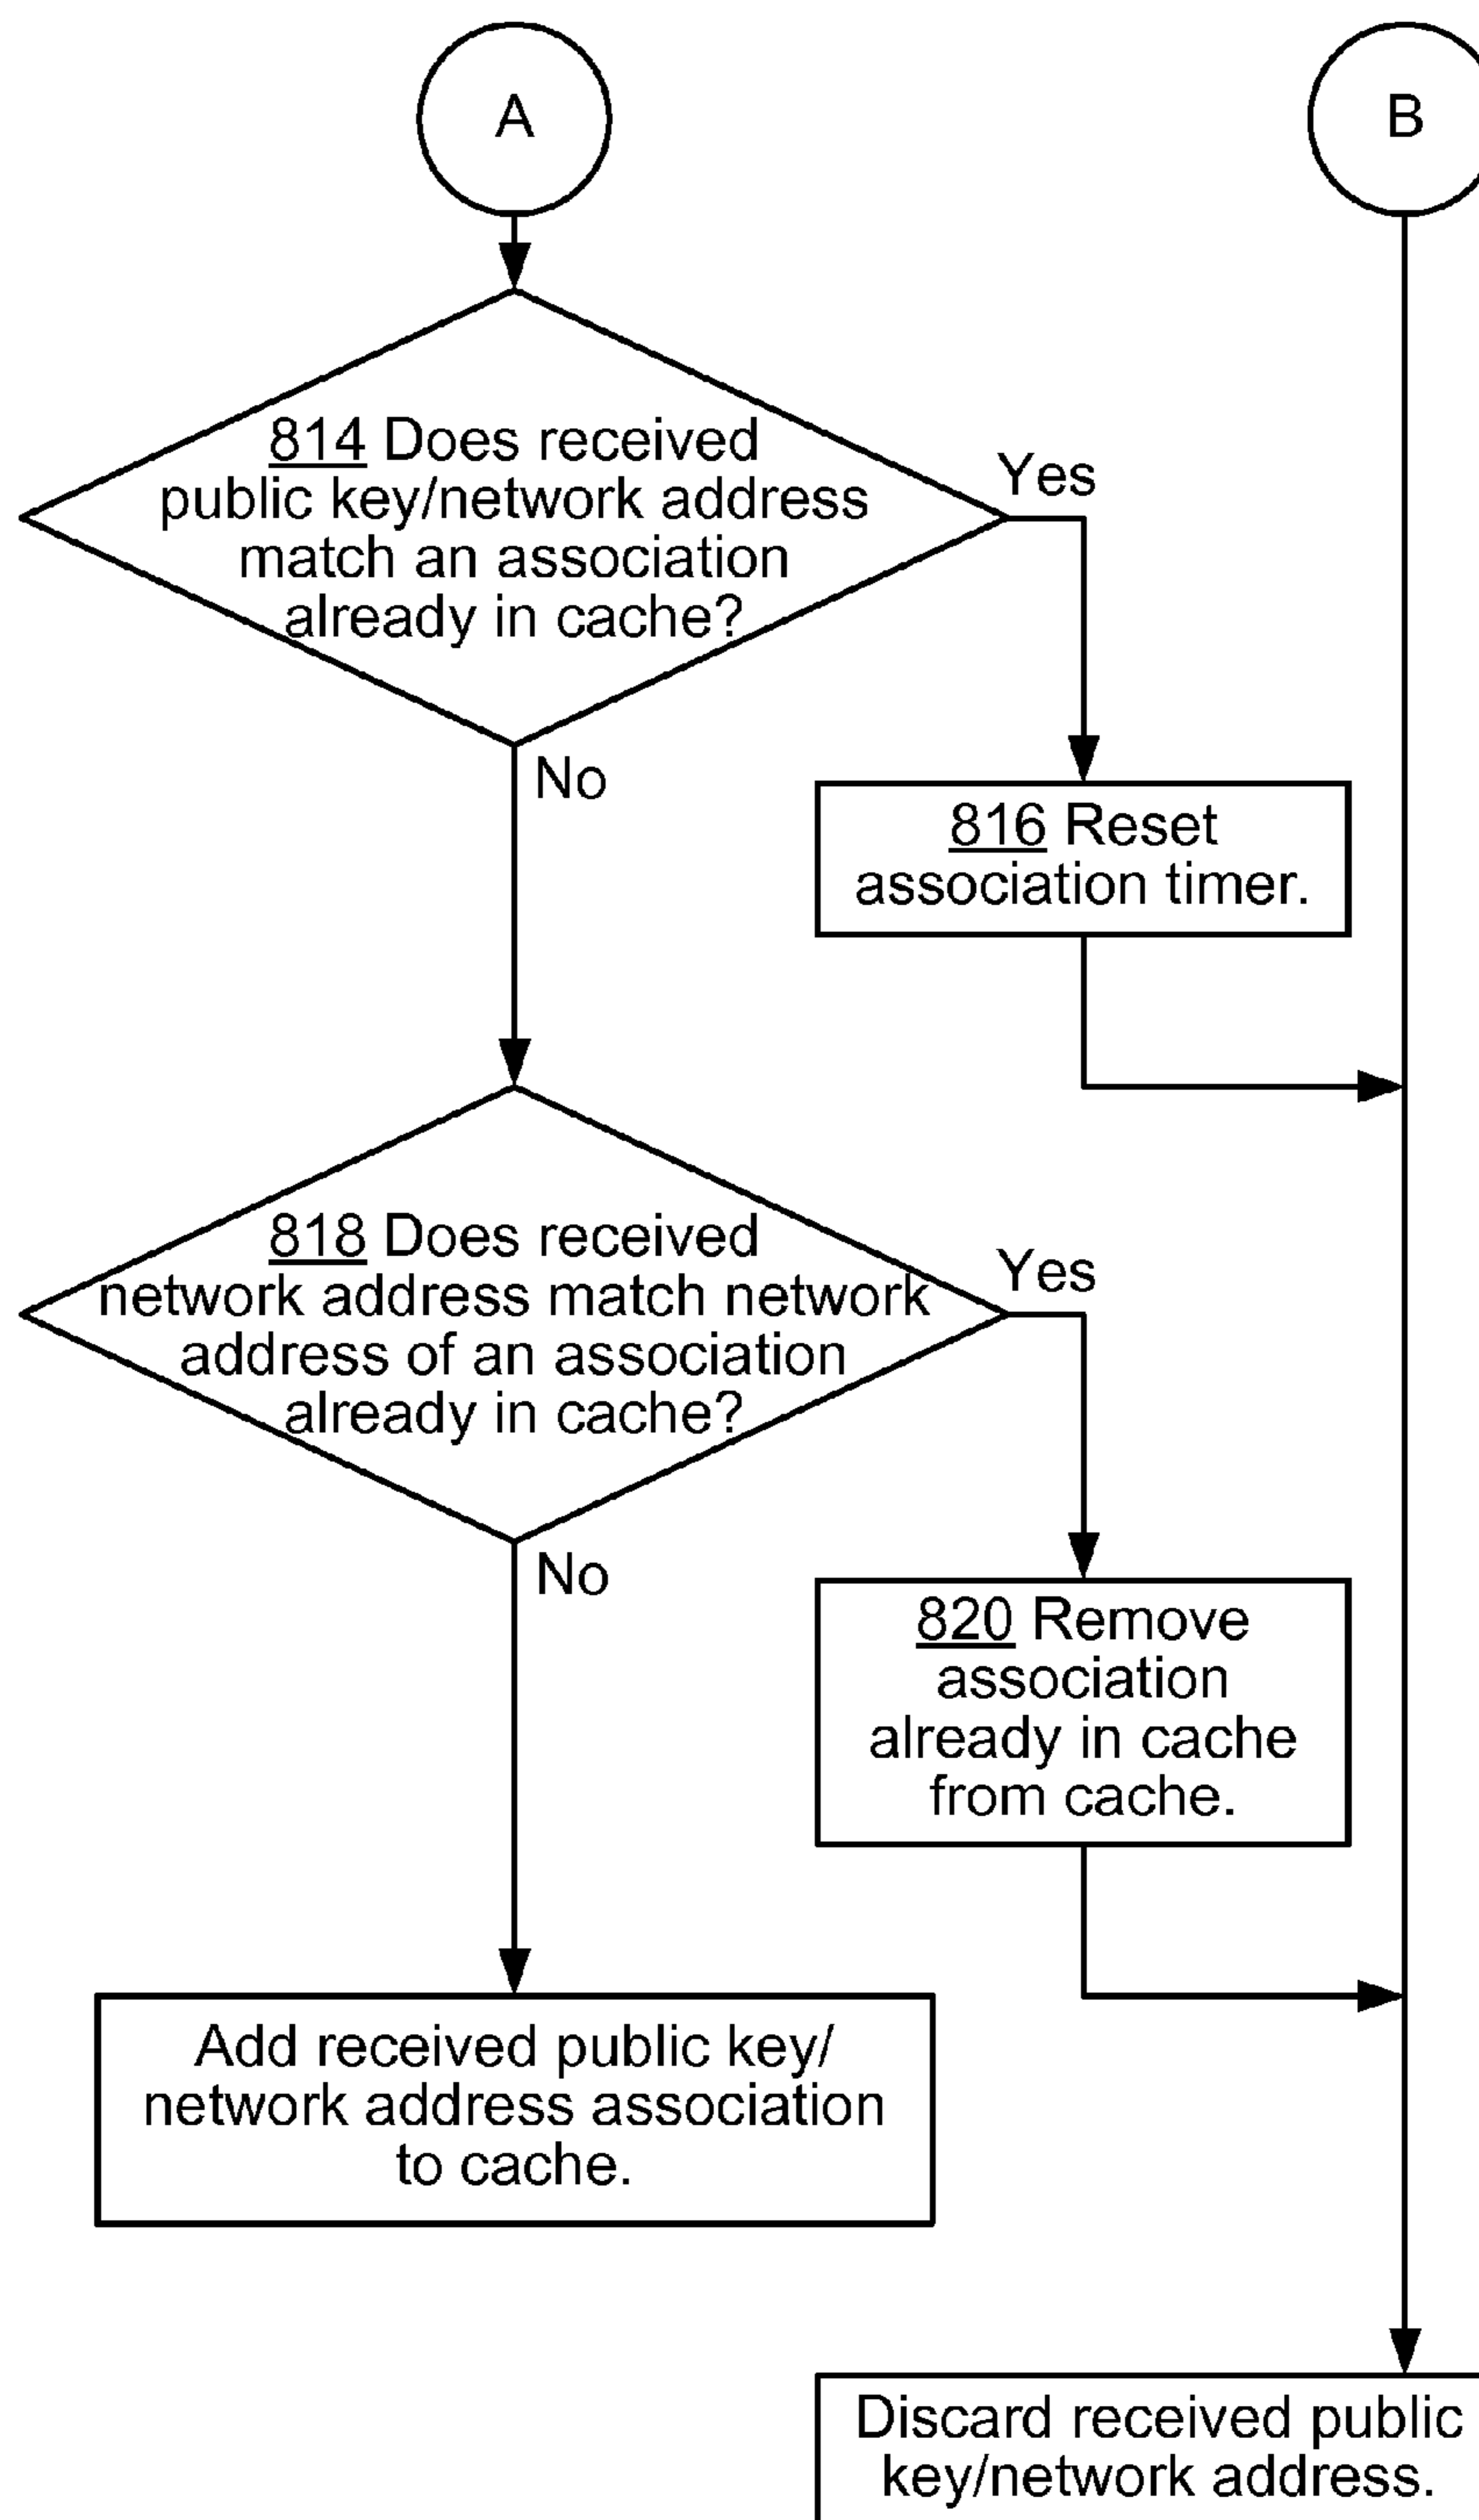 A
B
814 Does received
public key/network address
match an association
already in cache?
Yes
No
816 Reset
association timer.
818 Does received
network address match network
address of an association
already in cache?
Yes
No
820 Remove
association
already in cache
from cache.
Add received public key/
network address association
to cache.
Discard received public
key/network address.